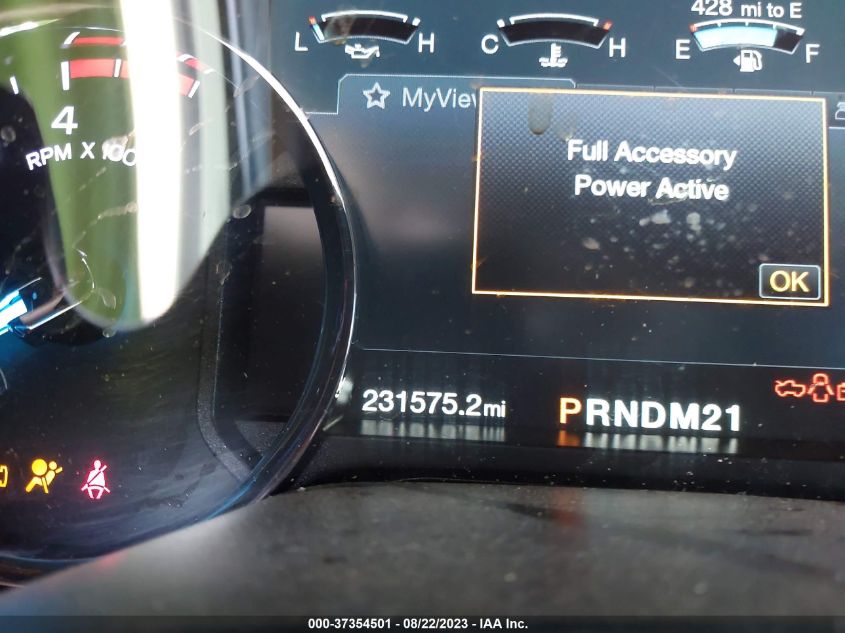 428 mi to E
L H C H E F
MyView
4
RPM X 100
Full Accessory
Power Active
OK
231575.2mi
PRNDM21
000-37354501 - 08/22/2023 - IAA Inc.